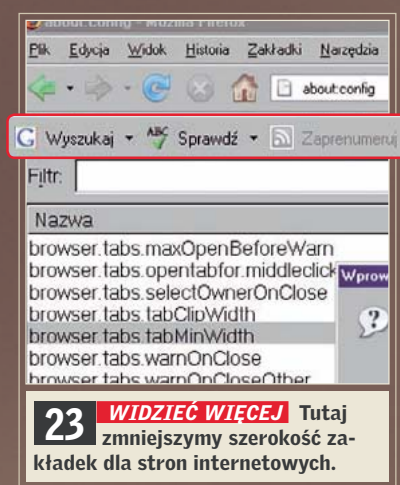 about:config - Mozilla Firefox
Plik Edycja Widok Historia Zakładki Narzędzia
about:config
G Wyszukaj ABC Sprawdź Zaprenumeruj
Filtr:
Nazwa
browser.tabs.maxOpenBeforeWarn
browser.tabs.opentabfor.middleclick
browser.tabs.selectOwnerOnClose
browser.tabs.tabClipWidth
Wprow
browser.tabs.tabMinWidth
?
browser.tabs.warnOnClose
browser.tabs.warnOnCloseOther
23 WIDZIEĆ WIĘCEJ Tutaj
zmniejszymy szerokość za-
kładek dla stron internetowych.